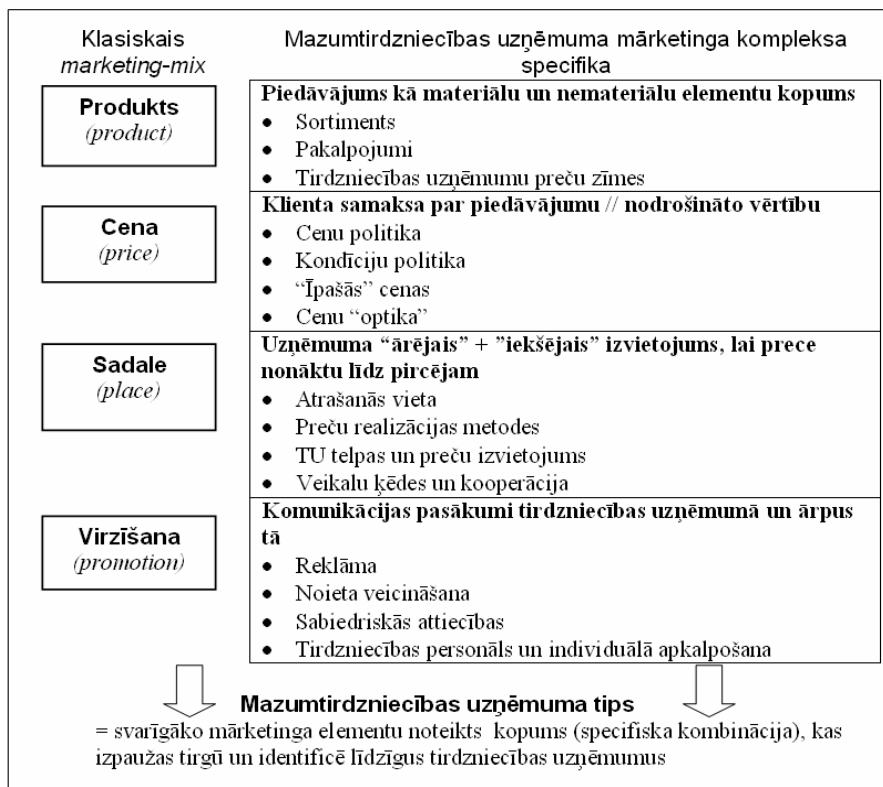 Klasiskais
marketing-mix
Mazumtirdzniecības uzņēmuma mārketinga kompleksa
specifika
Produkts
(product)
Piedāvājums kā materiālu un nemateriālu elementu kopums
• Sortiments
• Pakalpojumi
• Tirdzniecības uzņēmumu preču zīmes
Cena
(price)
Klienta samaksa par piedāvājumu // nodrošināto vērtību
• Cenu politika
• Kondīciju politika
• “Īpašās” cenas
• Cenu “optika”
Sadale
(place)
Uzņēmuma “ārējais” + ”iekšējais” izvietojums, lai prece
nonāktu līdz pircējam
• Atrašanās vieta
• Preču realizācijas metodes
• TU telpas un preču izvietojums
• Veikalu ķēdes un kooperācija
Virzīšana
(promotion)
Komunikācijas pasākumi tirdzniecības uzņēmumā un ārpus
tā
• Reklāma
• Noieta veicināšana
• Sabiedriskās attiecības
• Tirdzniecības personāls un individuālā apkalpošana
Mazumtirdzniecības uzņēmuma tips
= svarīgāko mārketinga elementu noteikts kopums (specifiska kombinācija), kas
izpaužas tirgū un identificē līdzīgus tirdzniecības uzņēmumus